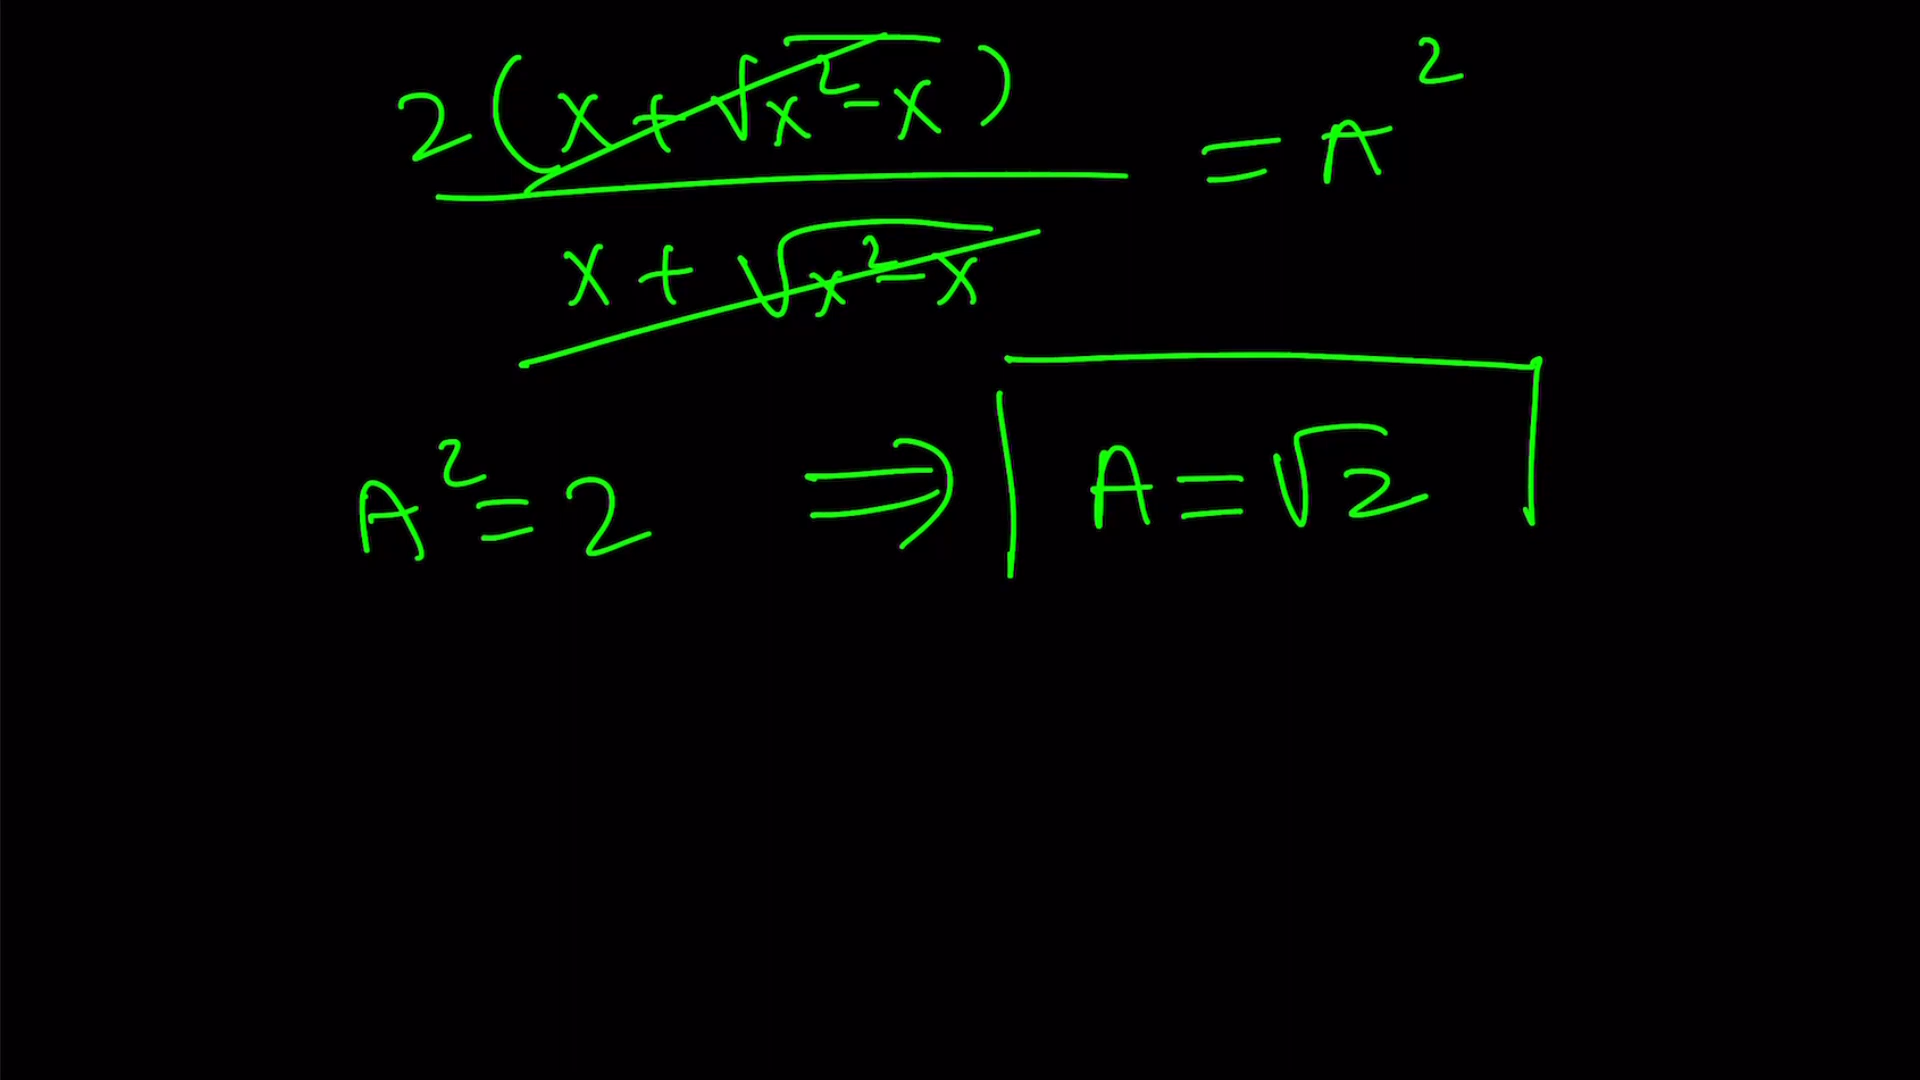 2(x+√x²-x)
x+√x²-x
= A²
A²=2 ⇒ A=√2